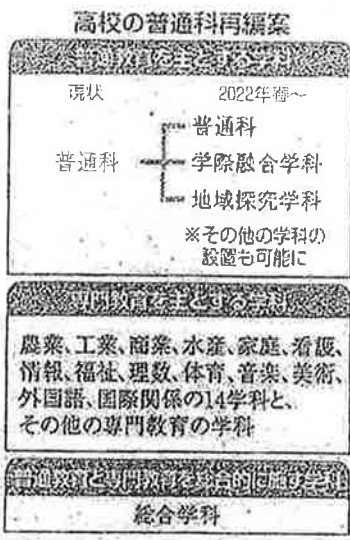 高校の普通科再編案
普通教育を主とする学科
現状 2022年春～
普通科
普通科
学際融合学科
地域探究学科
※その他の学科の
設置も可能に
専門教育を主とする学科
農業、工業、商業、水産、家庭、看護、
情報、福祉、理数、体育、音楽、美術、
外国語、国際関係の14学科と、
その他の専門教育の学科
普通教育と専門教育を総合的に施す学科
総合学科